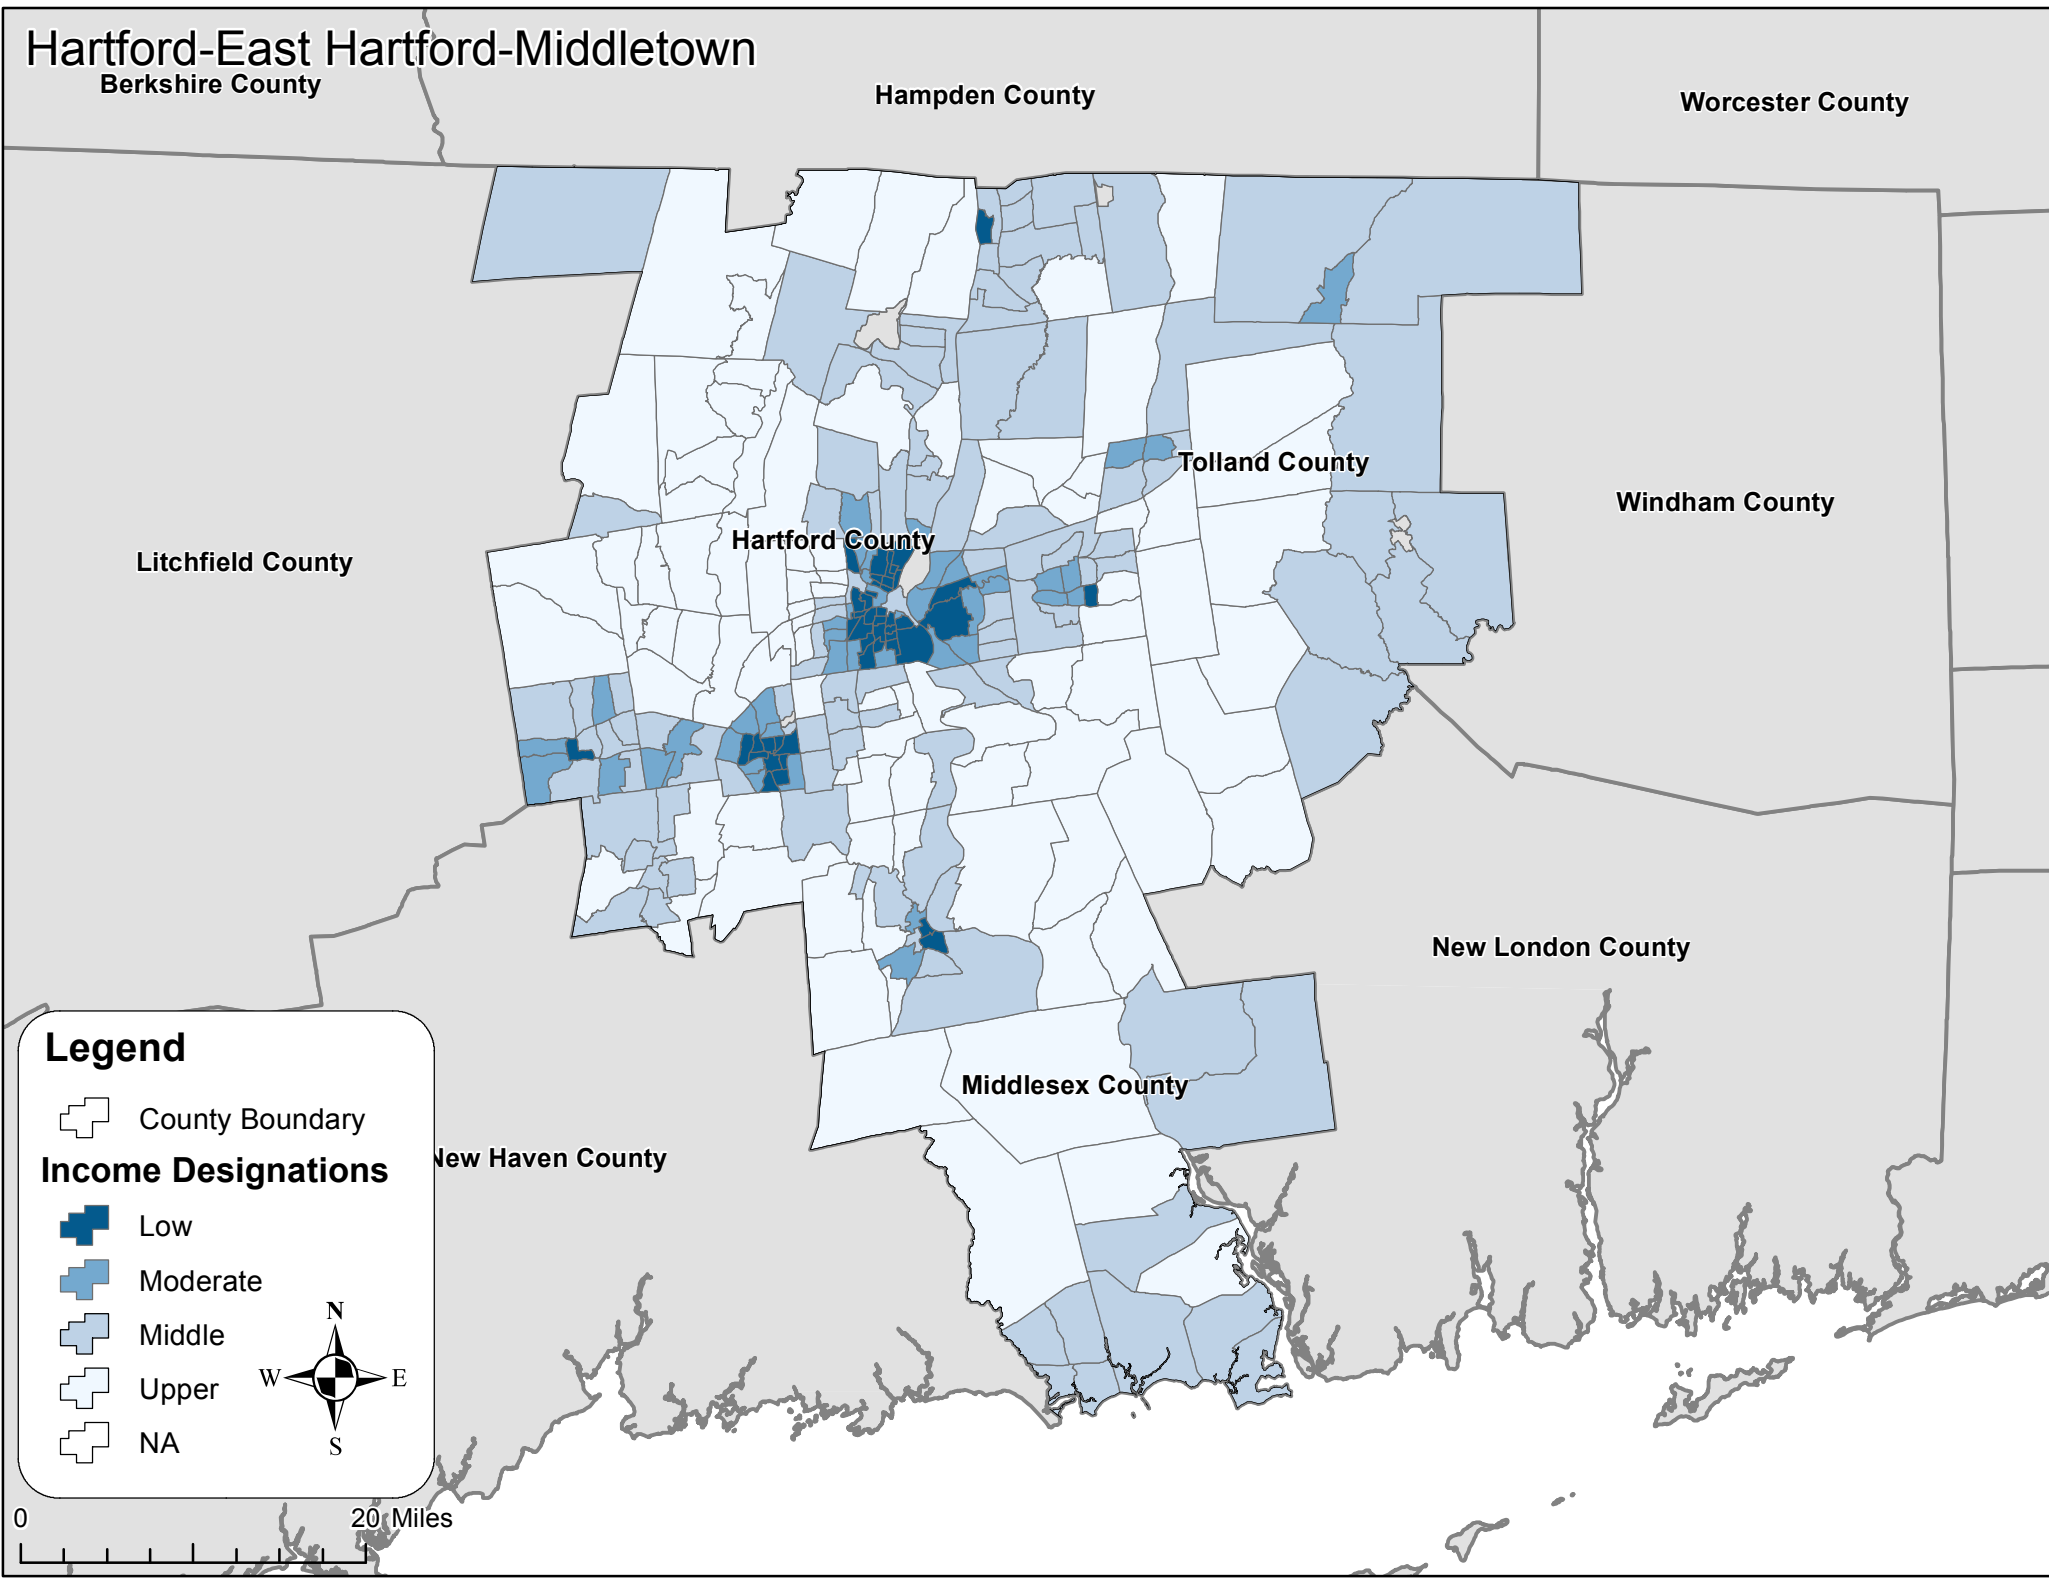 Hartford-East Hartford-Middletown
Berkshire County
Hampden County
Worcester County
Tolland County
Windham County
Hartford County
Litchfield County
New London County
Middlesex County
New Haven County
Legend
County Boundary
Income Designations
Low
Moderate
Middle
Upper
NA
N
W
E
S
0
20 Miles